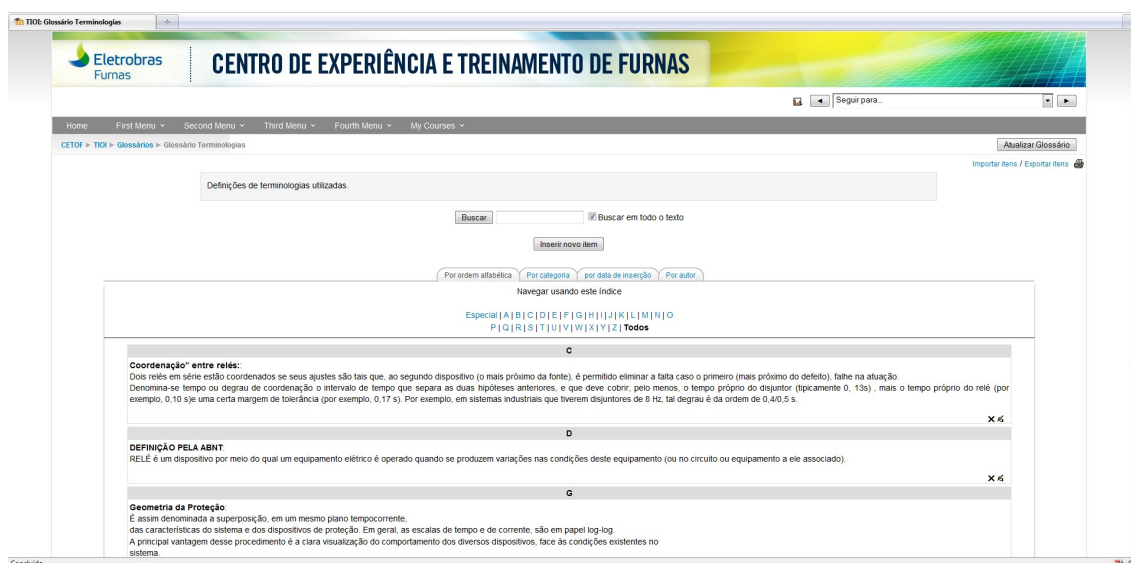 TIOI: Glossário Terminologias
Eletrobras
Furnas
CENTRO DE EXPERIÊNCIA E TREINAMENTO DE FURNAS
Seguir para...
Home First Menu Second Menu Third Menu Fourth Menu My Courses
CETOF ► TIOI ► Glossários ► Glossário Terminologias
Atualizar Glossário
Importar itens / Exportar itens
Definições de terminologias utilizadas.
Buscar Buscar em todo o texto
Inserir novo item
Por ordem alfabética Por categoria por data de inserção Por autor
Navegar usando este índice
Especial | A | B | C | D | E | F | G | H | I | J | K | L | M | N | O
P | Q | R | S | T | U | V | W | X | Y | Z | Todos
C
Coordenação" entre relés:
Dois relés em série estão coordenados se seus ajustes são tais que, ao segundo dispositivo (o mais próximo da fonte), é permitido eliminar a falta caso o primeiro (mais próximo do defeito), falhe na atuação.
Denomina-se tempo ou degrau de coordenação o intervalo de tempo que separa as duas hipóteses anteriores, e que deve cobrir, pelo menos, o tempo próprio do disjuntor (tipicamente 0, 13s) , mais o tempo próprio do relé (por
exemplo, 0,10 s)e uma certa margem de tolerância (por exemplo, 0,17 s). Por exemplo, em sistemas industriais que tiverem disjuntores de 8 Hz, tal degrau é da ordem de 0,4/0,5 s.
D
DEFINIÇÃO PELA ABNT:
RELÉ é um dispositivo por meio do qual um equipamento elétrico é operado quando se produzem variações nas condições deste equipamento (ou no circuito ou equipamento a ele associado).
G
Geometria da Proteção:
É assim denominada a superposição, em um mesmo plano tempocorrente,
das características do sistema e dos dispositivos de proteção. Em geral, as escalas de tempo e de corrente, são em papel log-log.
A principal vantagem desse procedimento é a clara visualização do comportamento dos diversos dispositivos, face às condições existentes no
sistema.